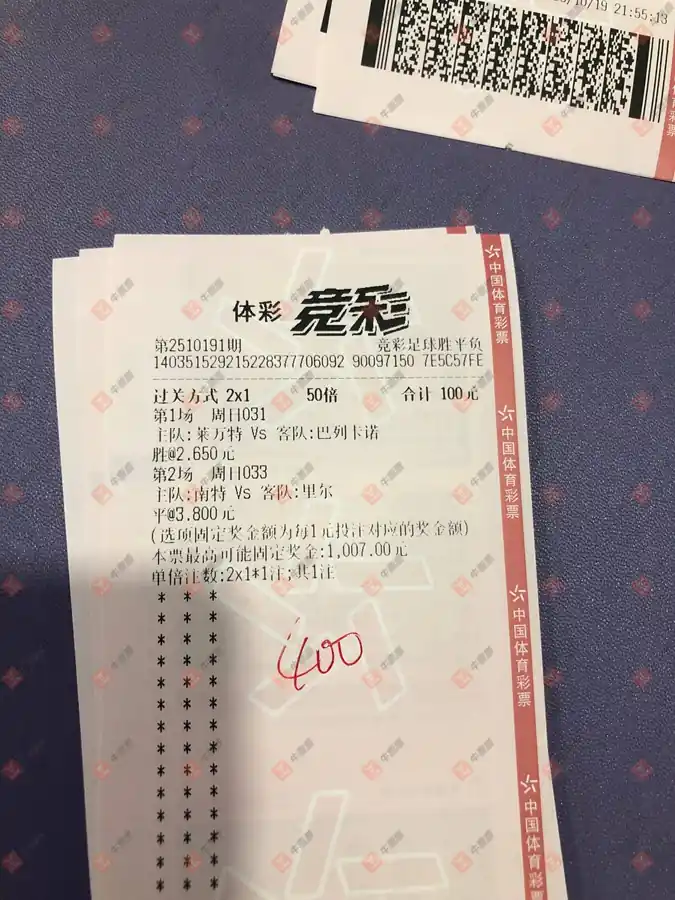 /10/19 21:55:13
体彩 竞彩
第2510191期 竞彩足球胜平负
140351529215228377706092 90097150 7E5C57FE
过关方式 2x1 50倍 合计 100元
第1场 周日031
主队:莱万特 Vs 客队:巴列卡诺
胜@2.650元
第2场 周日033
主队:南特 Vs 客队:里尔
平@3.800元
(选项固定奖金额为每1元投注对应的奖金额)
本票最高可能固定奖金:1,007.00元
单倍注数:2x1*1注;共1注
* * *
* * *
* * *
* * *
* * *
* * *
* * *
* * *
* * *
* * *
* * *
* * *
* * *
* * *
400
中国体育彩票
中国体育彩票
中国体育彩票
中国体育彩票